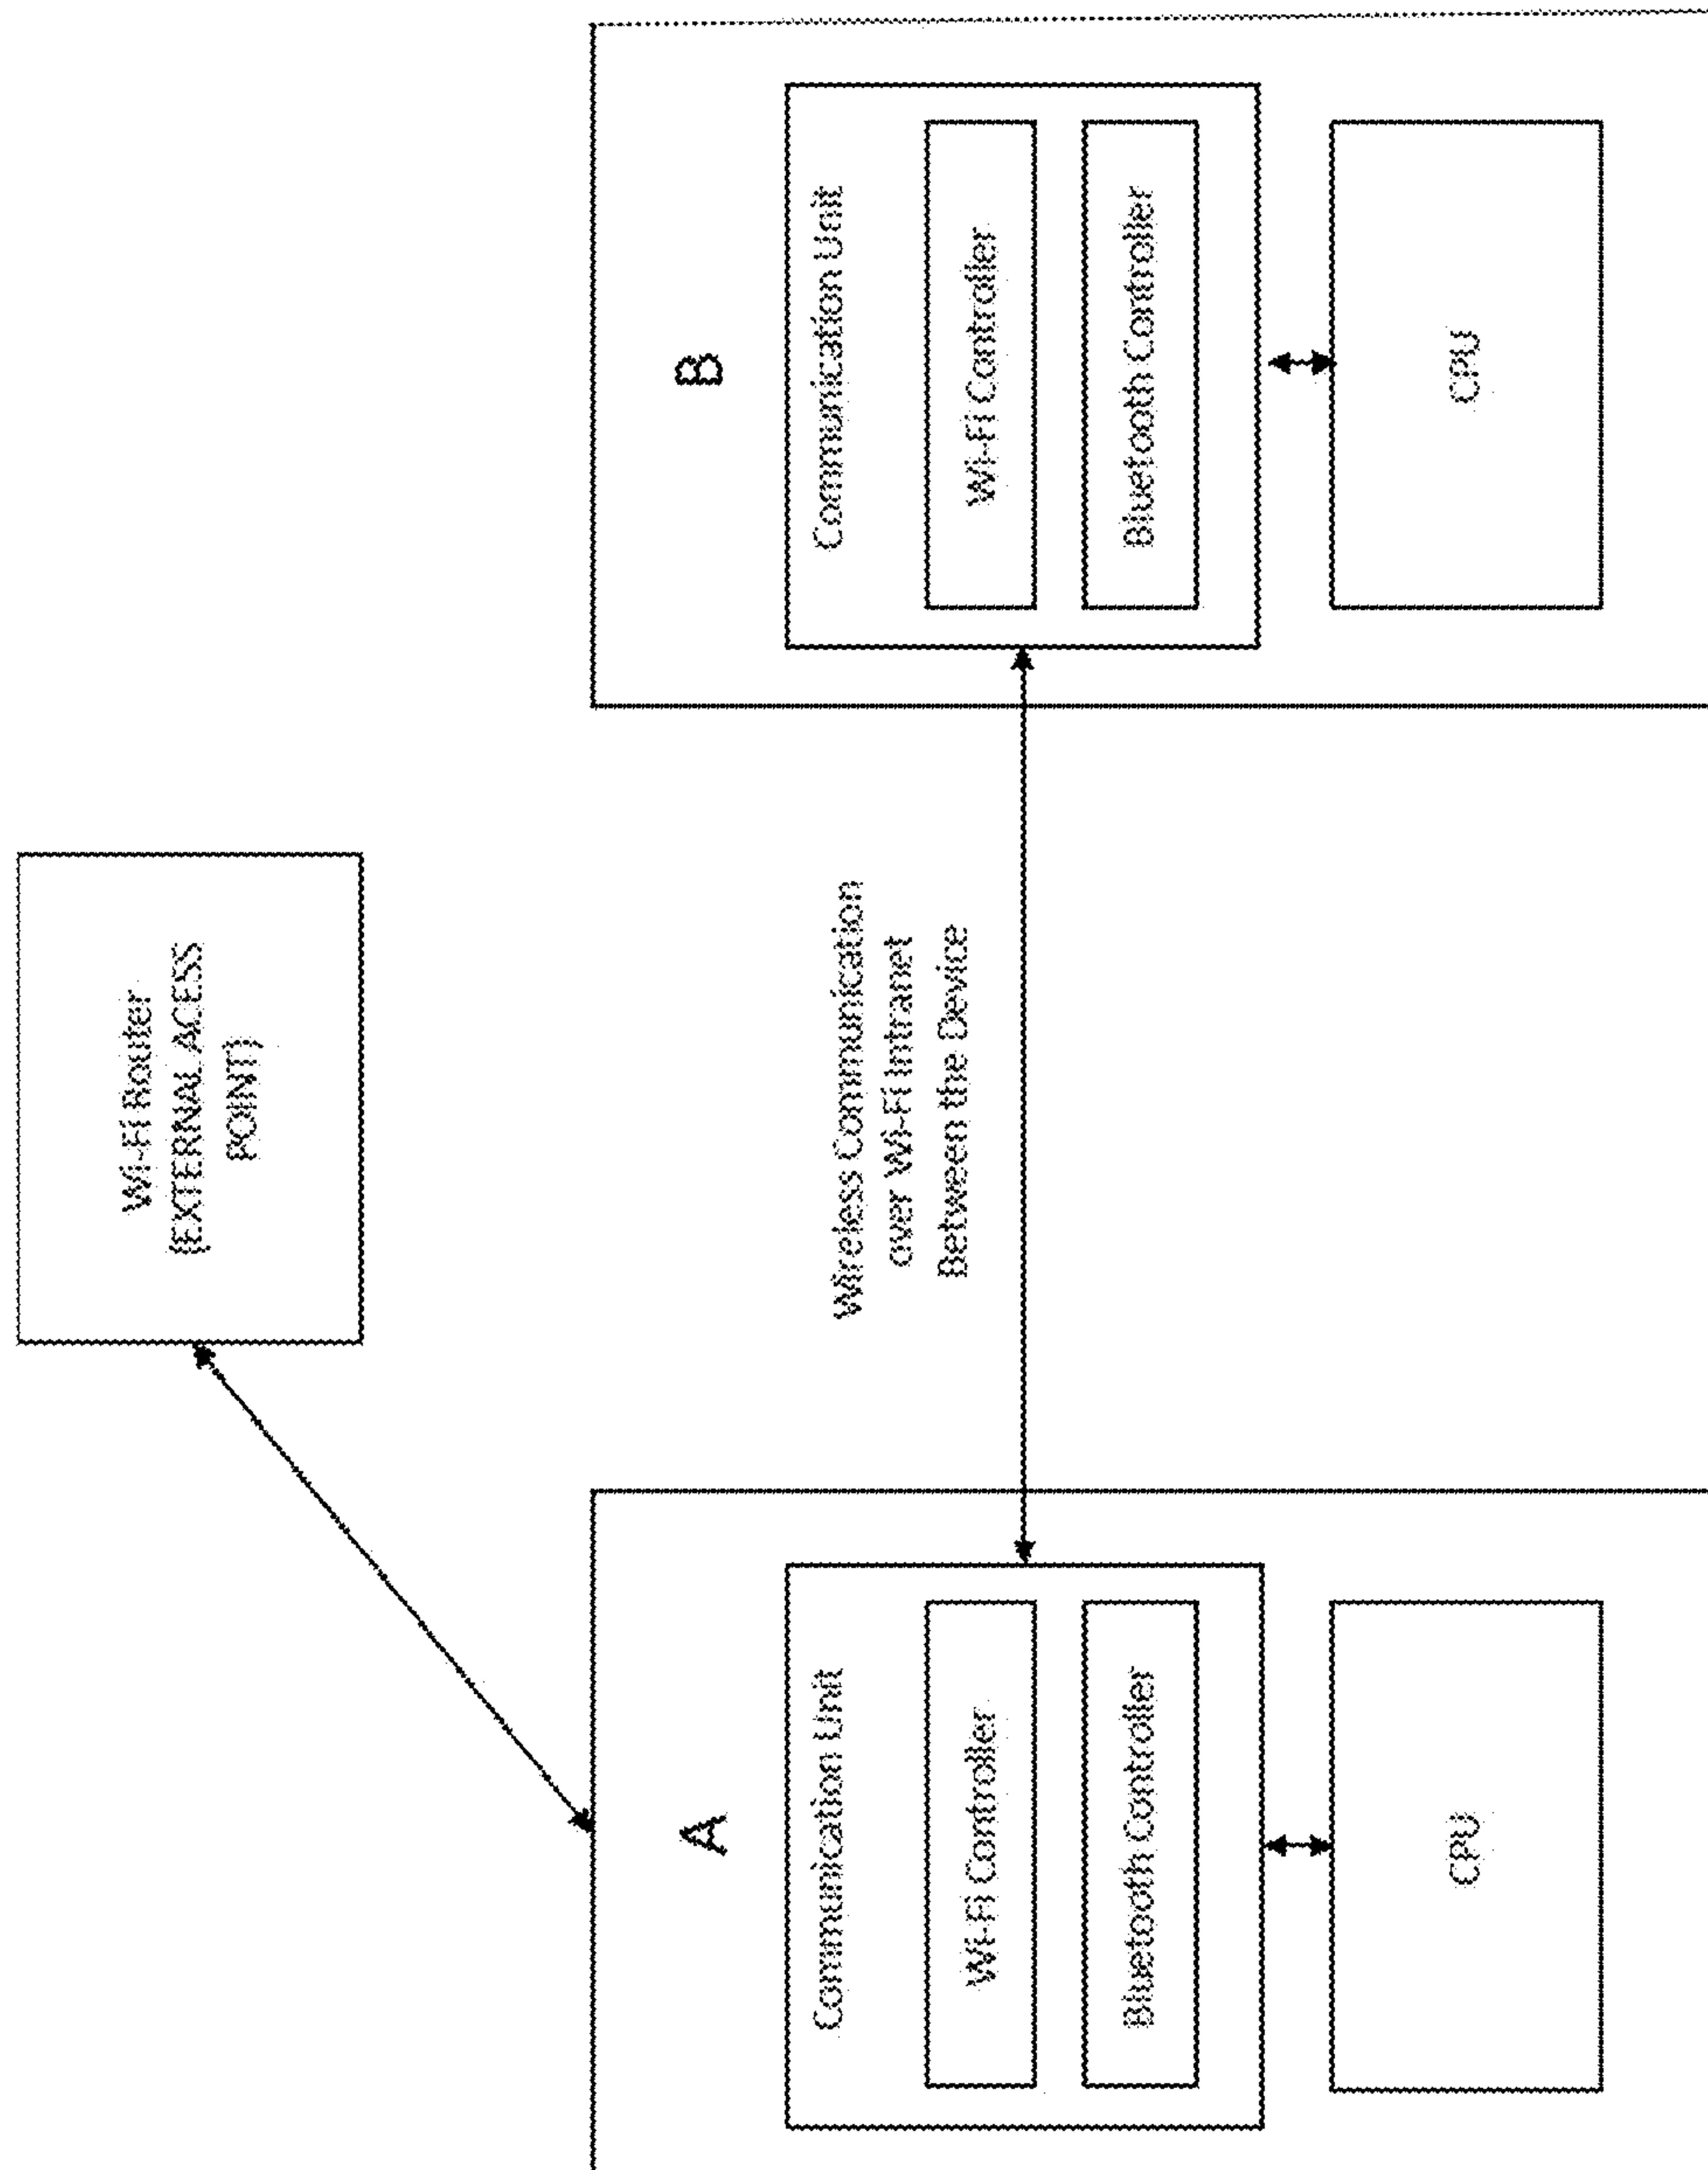 Wi-Fi Router
(EXTERNAL ACESS
POINT)
A
Communication Unit
Wi-Fi Controller
Bluetooth Controller
CPU
Wireless Communication
over Wi-Fi Intranet
Between the Device
B
Communication Unit
Wi-Fi Controller
Bluetooth Controller
CPU